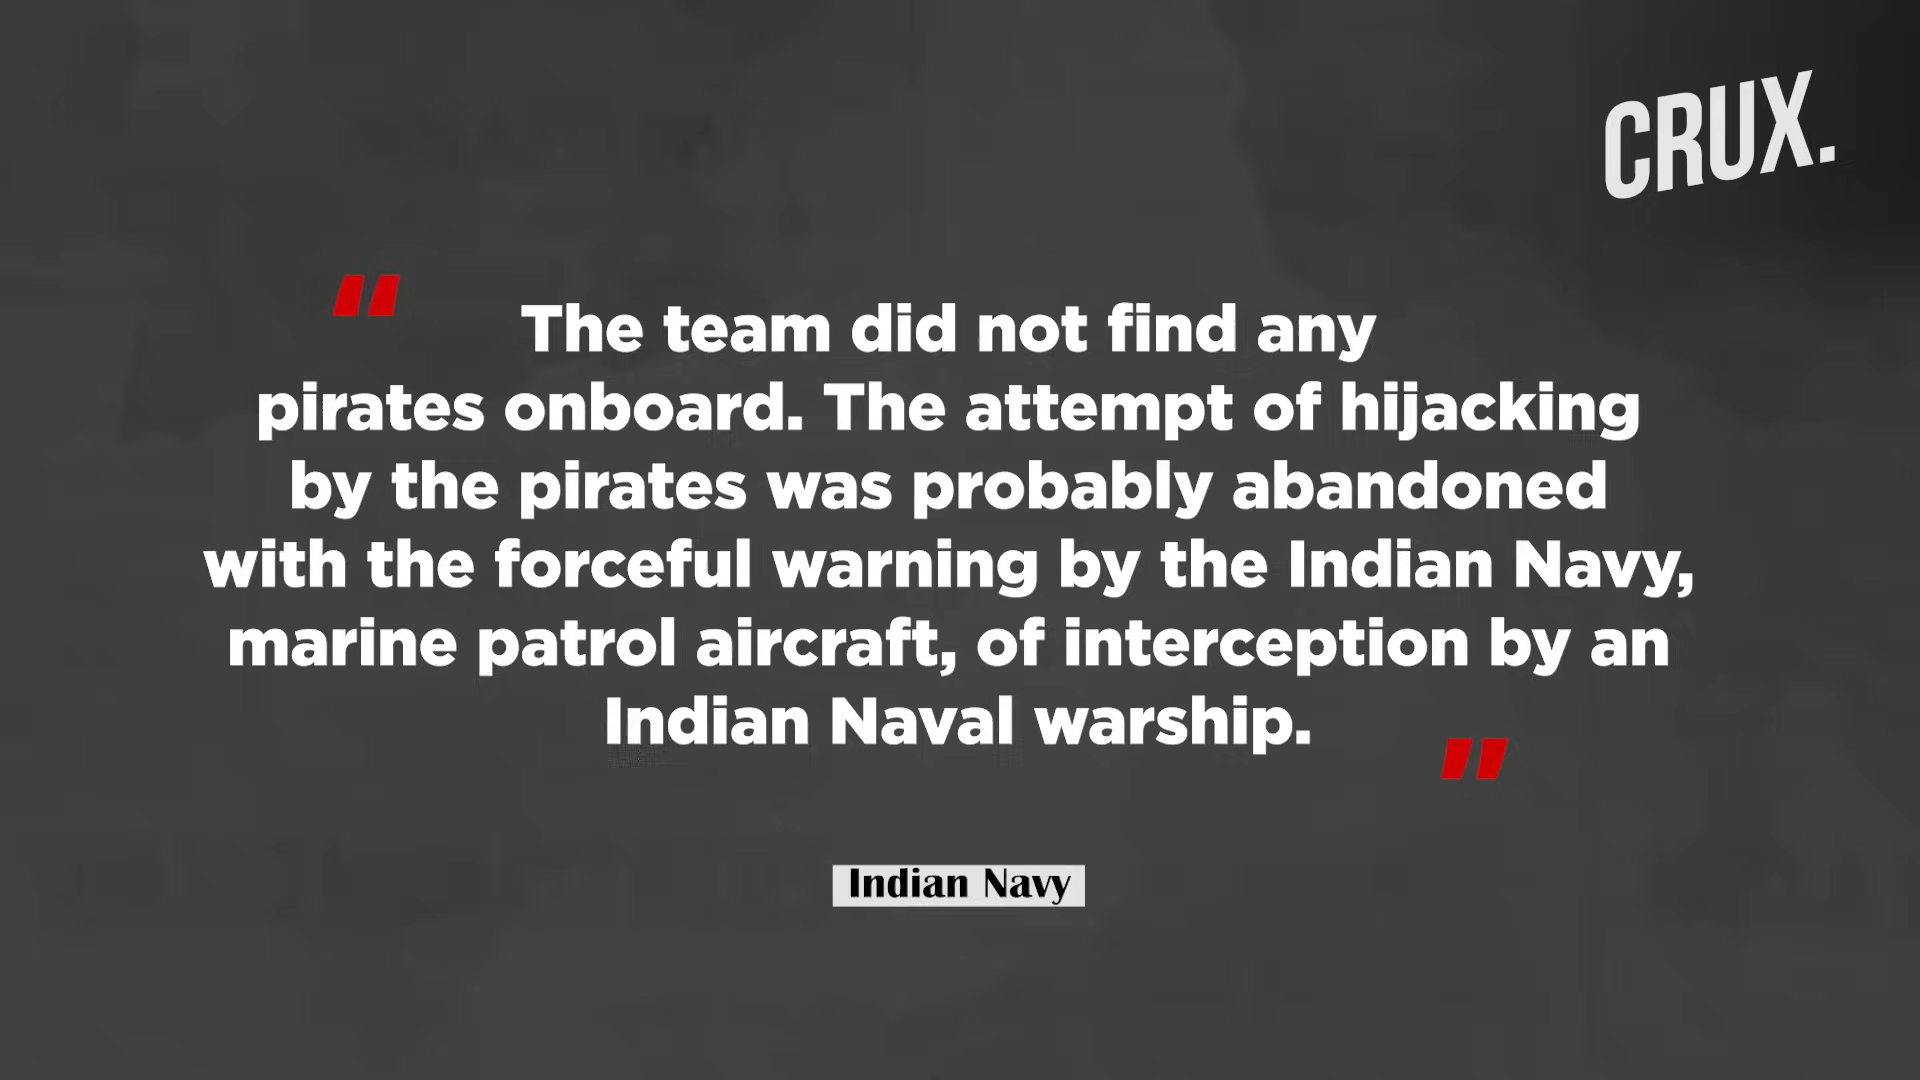 CRUX.
"The team did not find any
pirates onboard. The attempt of hijacking
by the pirates was probably abandoned
with the forceful warning by the Indian Navy,
marine patrol aircraft, of interception by an
Indian Naval warship."
Indian Navy